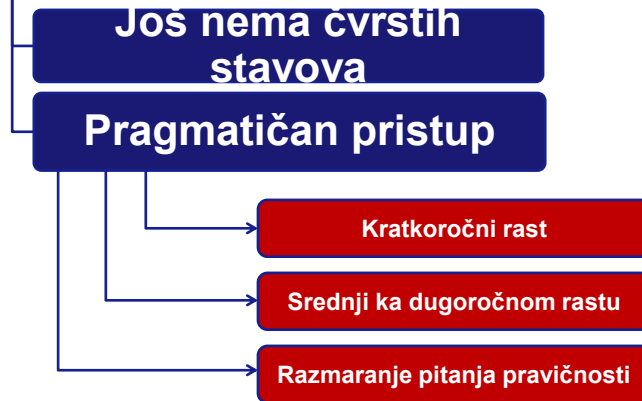 Još nema čvrstih
stavova
Pragmatičan pristup
Kratkoročni rast
Srednji ka dugoročnom rastu
Razmaranje pitanja pravičnosti